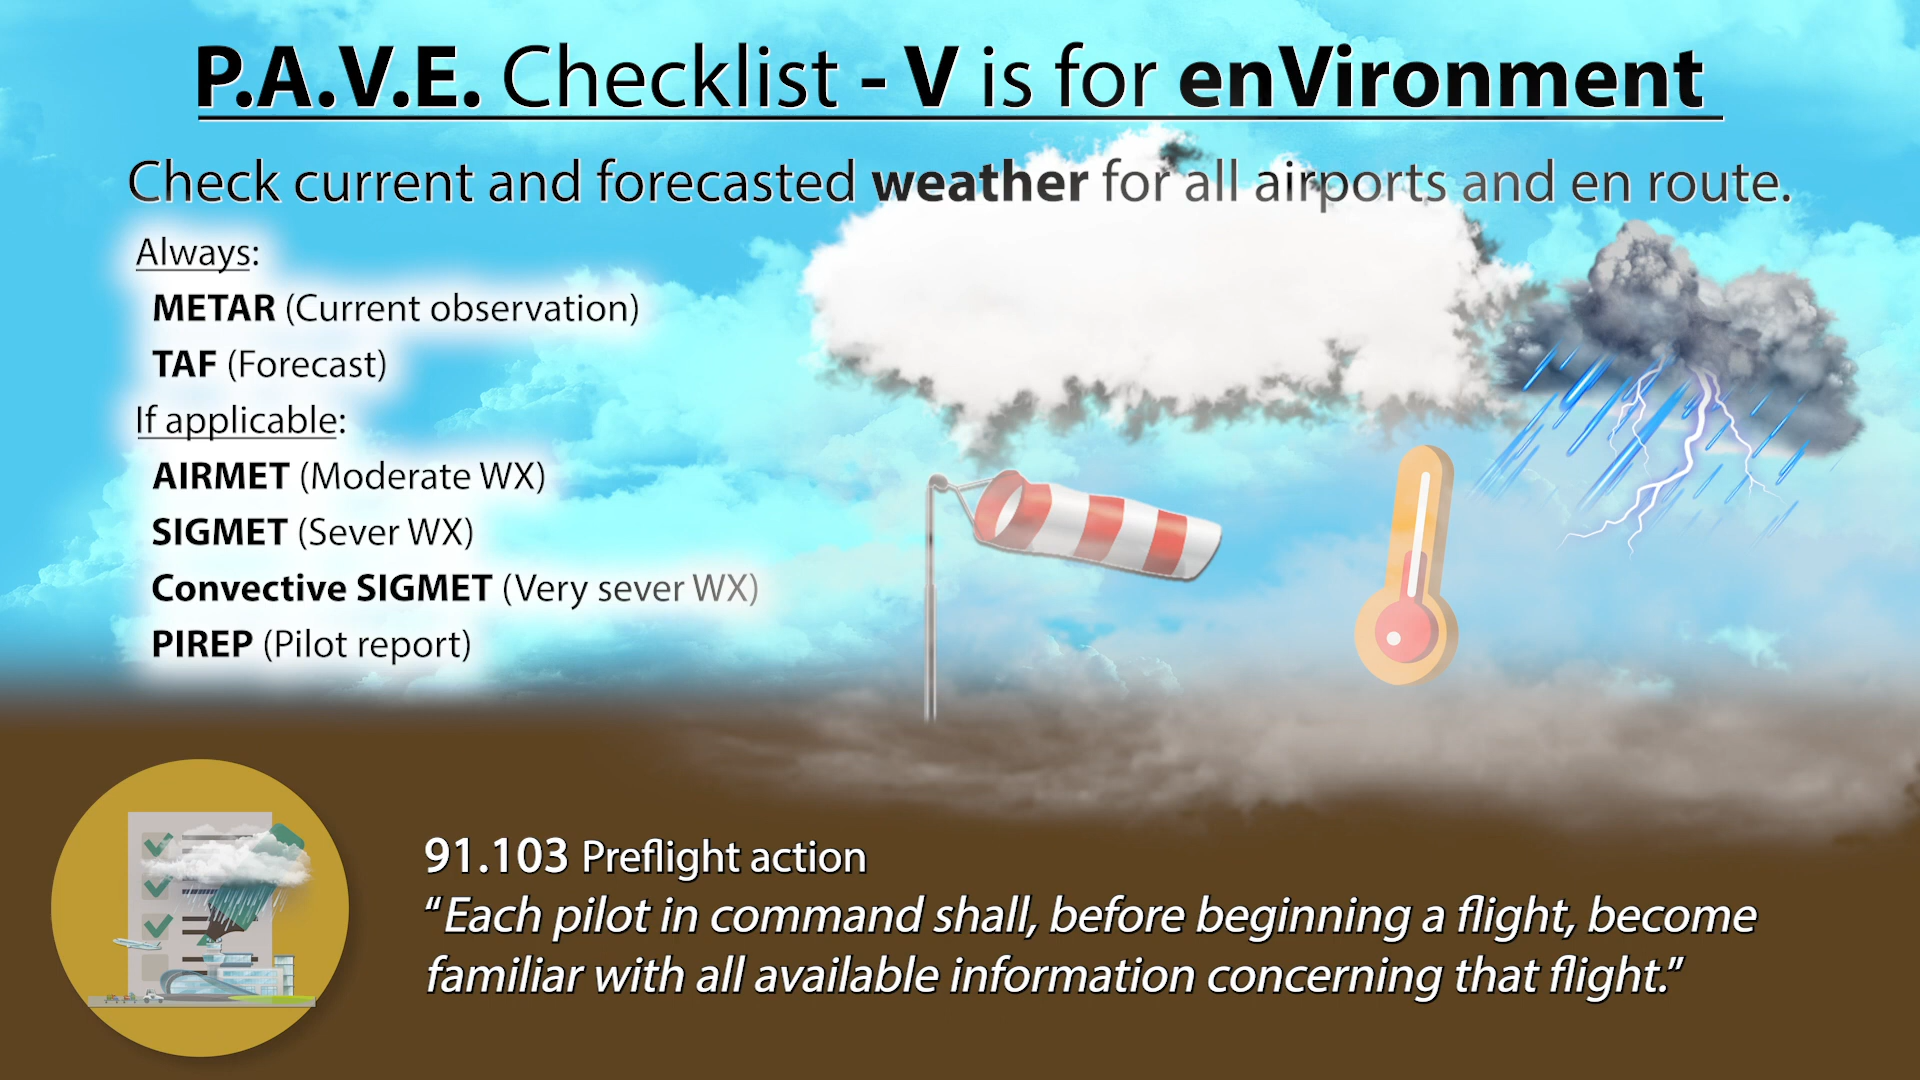 P.A.V.E. Checklist - V is for enVironment
Check current and forecasted weather for all airports and en route.
Always:
METAR (Current observation)
TAF (Forecast)
If applicable:
AIRMET (Moderate WX)
SIGMET (Sever WX)
Convective SIGMET (Very sever WX)
PIREP (Pilot report)
91.103 Preflight action
“Each pilot in command shall, before beginning a flight, become
familiar with all available information concerning that flight.”